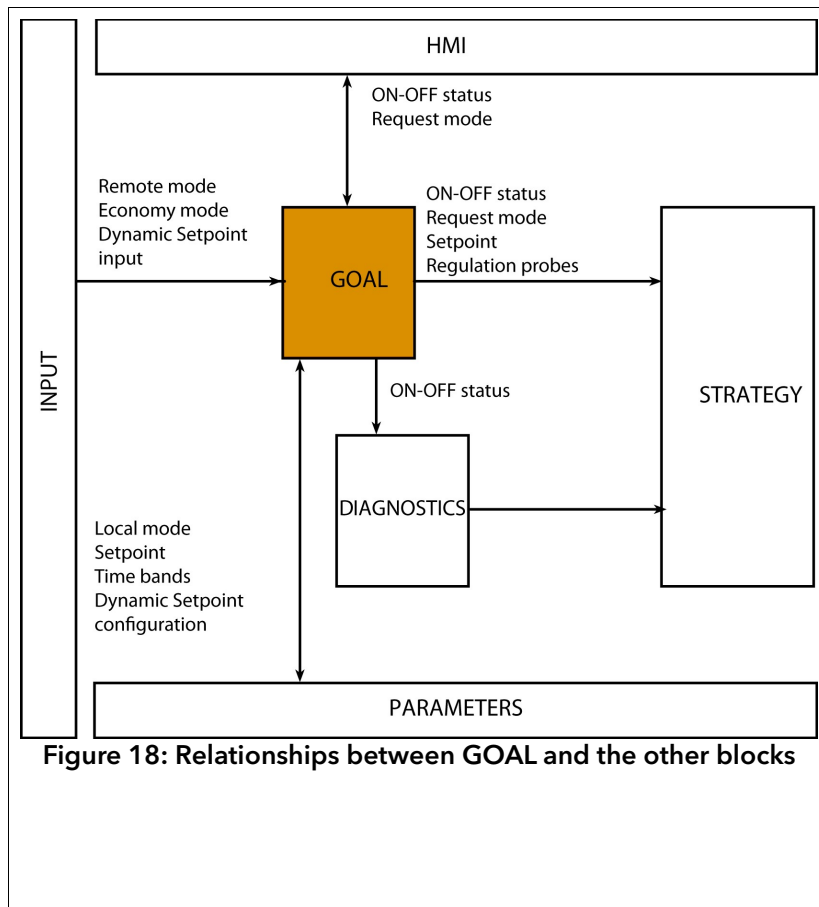 HMI
ON-OFF status
Request mode
Remote mode
Economy mode
Dynamic Setpoint
input
ON-OFF status
Request mode
Setpoint
Regulation probes
GOAL
INPUT
ON-OFF status
STRATEGY
DIAGNOSTICS
Local mode
Setpoint
Time bands
Dynamic Setpoint
configuration
PARAMETERS
Figure 18: Relationships between GOAL and the other blocks